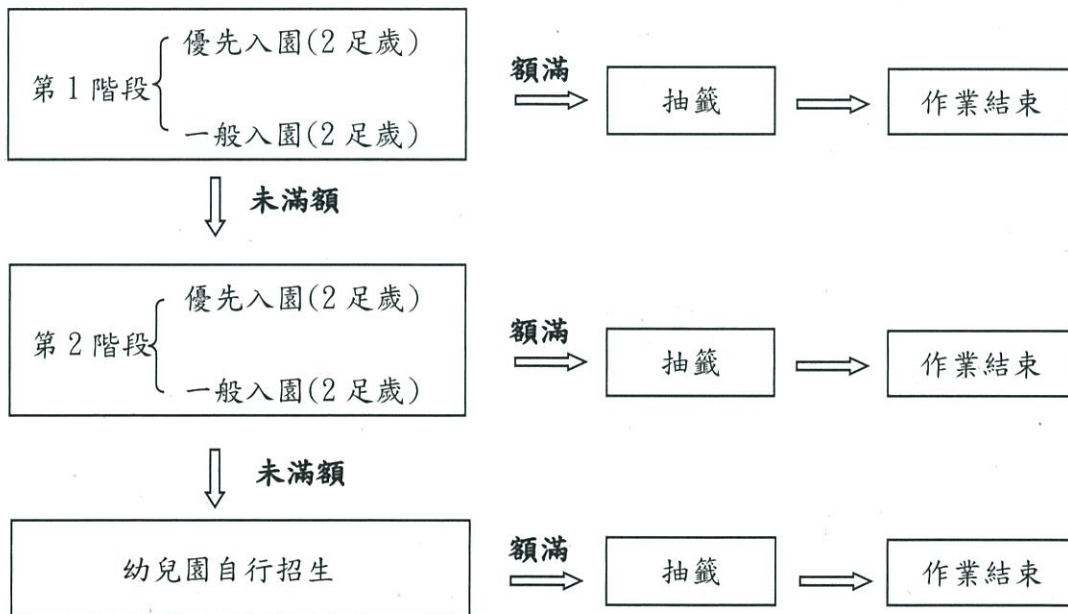 優先入園(2足歲)
第1階段
一般入園(2足歲)
額滿
抽籤
作業結束
未滿額
優先入園(2足歲)
第2階段
一般入園(2足歲)
額滿
抽籤
作業結束
未滿額
幼兒園自行招生
額滿
抽籤
作業結束